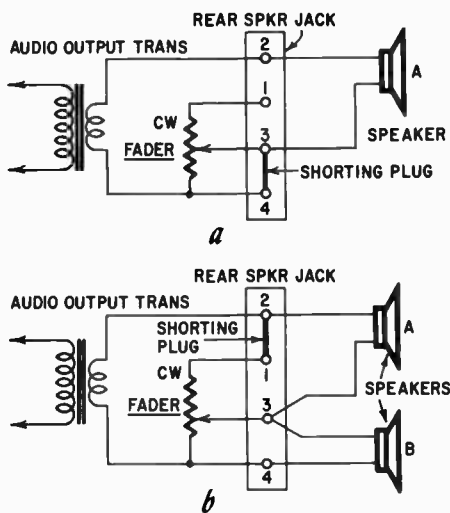 REAR SPKR JACK
AUDIO OUTPUT TRANS
2
A
1
CW
SPEAKER
3
FADER
SHORTING PLUG
4
a
REAR SPKR JACK
AUDIO OUTPUT TRANS
2
A
SHORTING
PLUG
1
CW
SPEAKERS
FADER
3
B
4
b